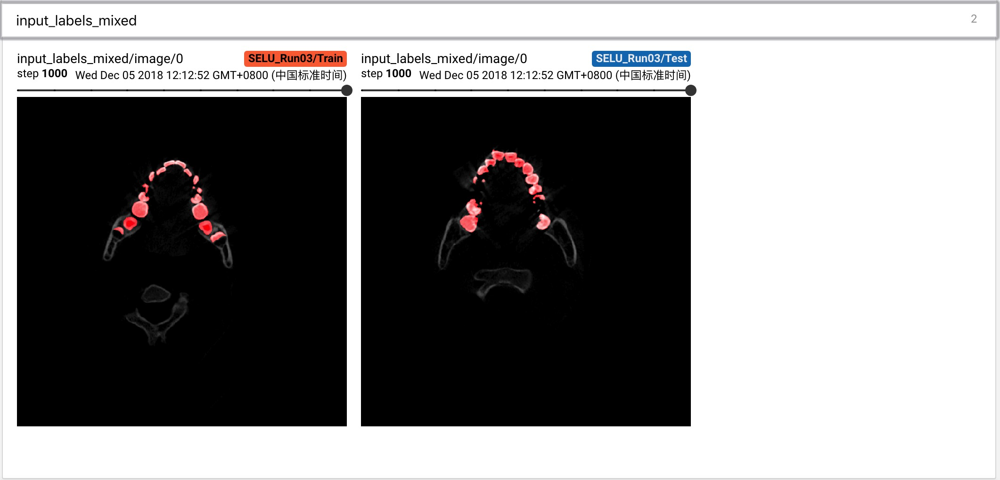 input_labels_mixed
2
input_labels_mixed/image/0 SELU_Run03/Train
step 1000 Wed Dec 05 2018 12:12:52 GMT+0800 (中国标准时间)
input_labels_mixed/image/0 SELU_Run03/Test
step 1000 Wed Dec 05 2018 12:12:52 GMT+0800 (中国标准时间)